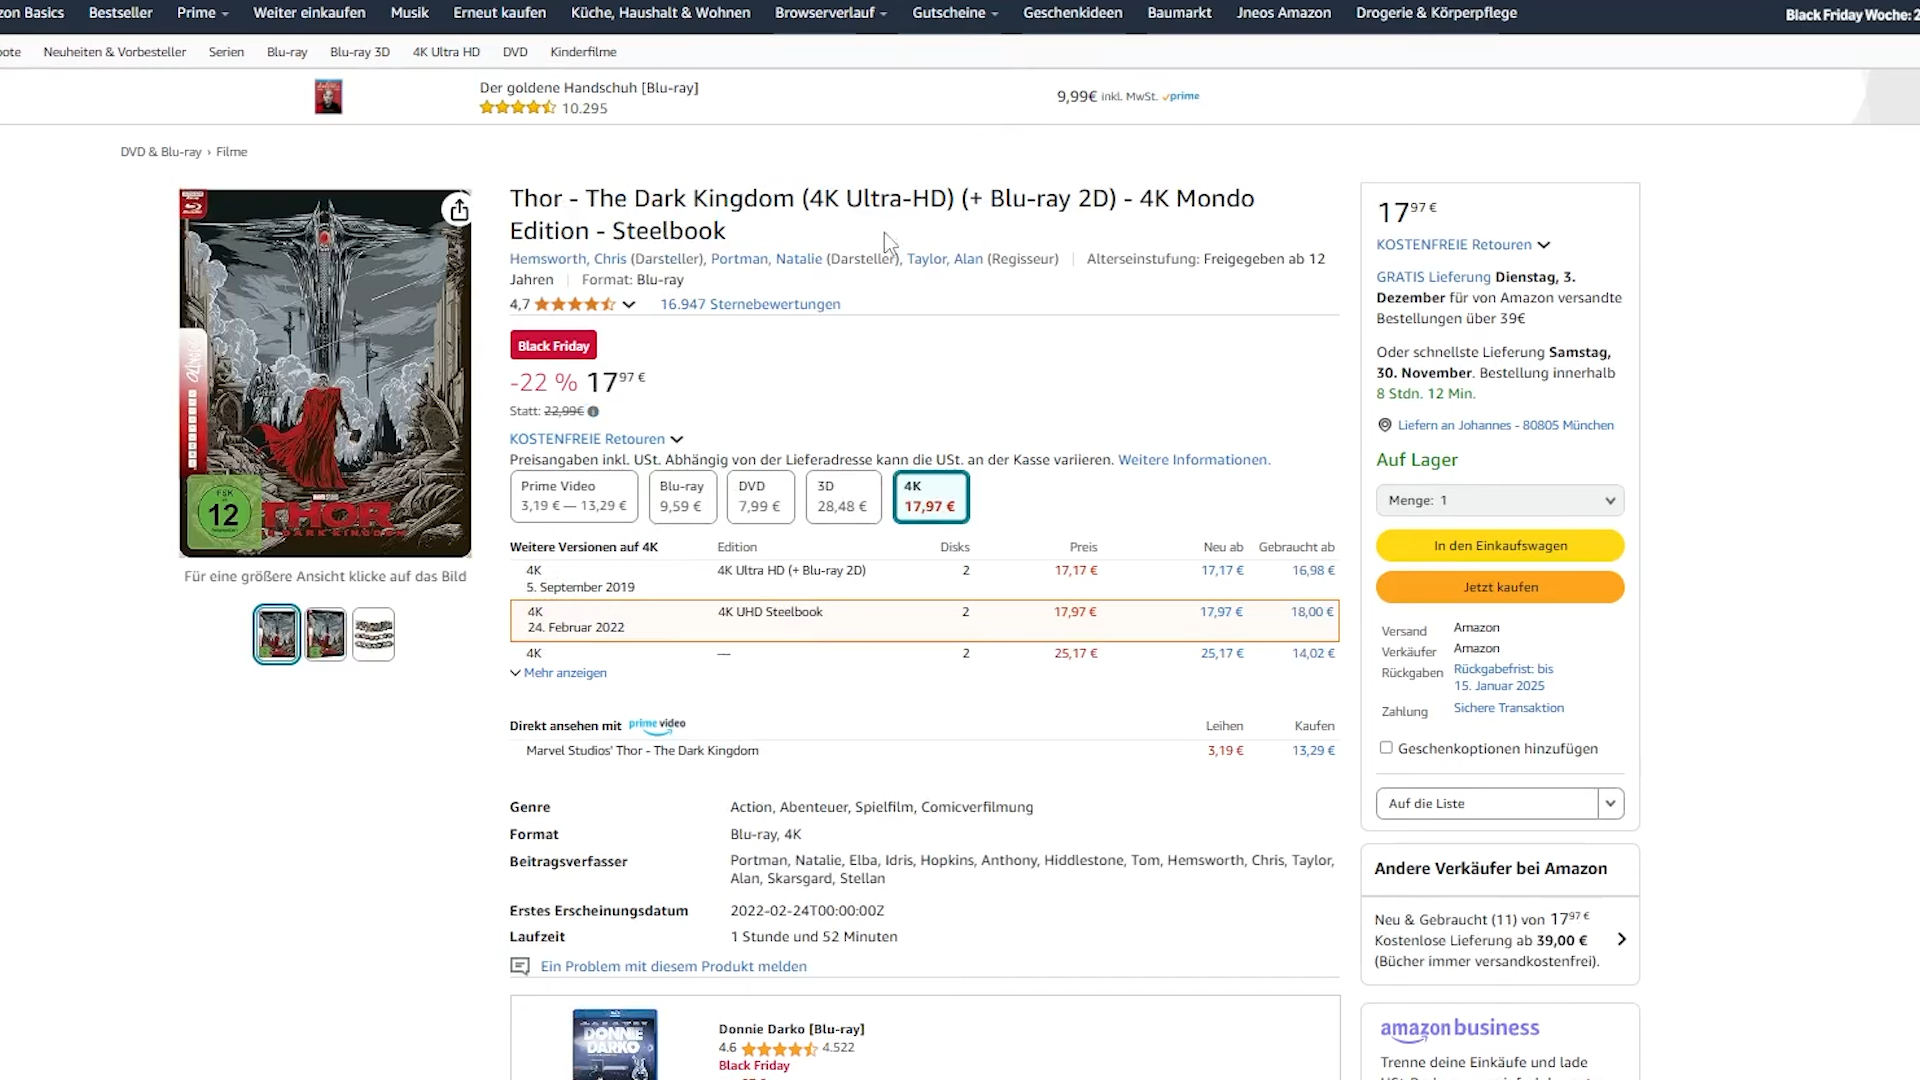 zon Basics Bestseller Prime Weiter einkaufen Musik Erneut kaufen Küche, Haushalt & Wohnen Browserverlauf Gutscheine Geschenkideen Baumarkt Jneos Amazon Drogerie & Körperpflege Black Friday Woche: 2
ote Neuheiten & Vorbesteller Serien Blu-ray Blu-ray 3D 4K Ultra HD DVD Kinderfilme
Der goldene Handschuh [Blu-ray]
10.295
9,99€ inkl. MwSt. prime
DVD & Blu-ray › Filme
FSK
12
MARVEL STUDIOS
THOR
Für eine größere Ansicht klicke auf das Bild
Thor - The Dark Kingdom (4K Ultra-HD) (+ Blu-ray 2D) - 4K Mondo
Edition - Steelbook
Hemsworth, Chris (Darsteller), Portman, Natalie (Darsteller), Taylor, Alan (Regisseur) | Alterseinstufung: Freigegeben ab 12
Jahren | Format: Blu-ray
4,7 16.947 Sternebewertungen
Black Friday
-22 % 17 97 €
Statt: 22,99€
KOSTENFREIE Retouren
Preisangaben inkl. USt. Abhängig von der Lieferadresse kann die USt. an der Kasse variieren. Weitere Informationen.
Prime Video Blu-ray DVD 3D 4K
3,19 € — 13,29 € 9,59 € 7,99 € 28,48 € 17,97 €
Weitere Versionen auf 4K Edition Disks Preis Neu ab Gebraucht ab
4K 4K Ultra HD (+ Blu-ray 2D) 2 17,17 € 17,17 € 16,98 €
5. September 2019
4K 4K UHD Steelbook 2 17,97 € 17,97 € 18,00 €
24. Februar 2022
4K — 2 25,17 € 25,17 € 14,02 €
Mehr anzeigen
Direkt ansehen mit prime video Leihen Kaufen
Marvel Studios' Thor - The Dark Kingdom 3,19 € 13,29 €
Genre Action, Abenteuer, Spielfilm, Comicverfilmung
Format Blu-ray, 4K
Beitragsverfasser Portman, Natalie, Elba, Idris, Hopkins, Anthony, Hiddlestone, Tom, Hemsworth, Chris, Taylor,
Alan, Skarsgard, Stellan
Erstes Erscheinungsdatum 2022-02-24T00:00:00Z
Laufzeit 1 Stunde und 52 Minuten
Ein Problem mit diesem Produkt melden
DONNIE
DARKO
Donnie Darko [Blu-ray]
4.6 4.522
Black Friday
17 97 €
KOSTENFREIE Retouren
GRATIS Lieferung Dienstag, 3.
Dezember für von Amazon versandte
Bestellungen über 39€
Oder schnellste Lieferung Samstag,
30. November. Bestellung innerhalb
8 Stdn. 12 Min.
Liefern an Johannes - 80805 München
Auf Lager
Menge: 1
In den Einkaufswagen
Jetzt kaufen
Versand Amazon
Verkäufer Amazon
Rückgaben Rückgabefrist: bis
15. Januar 2025
Zahlung Sichere Transaktion
Geschenkoptionen hinzufügen
Auf die Liste
Andere Verkäufer bei Amazon
Neu & Gebraucht (11) von 17 97 €
Kostenlose Lieferung ab 39,00 €
(Bücher immer versandkostenfrei).
amazon business
Trenne deine Einkäufe und lade